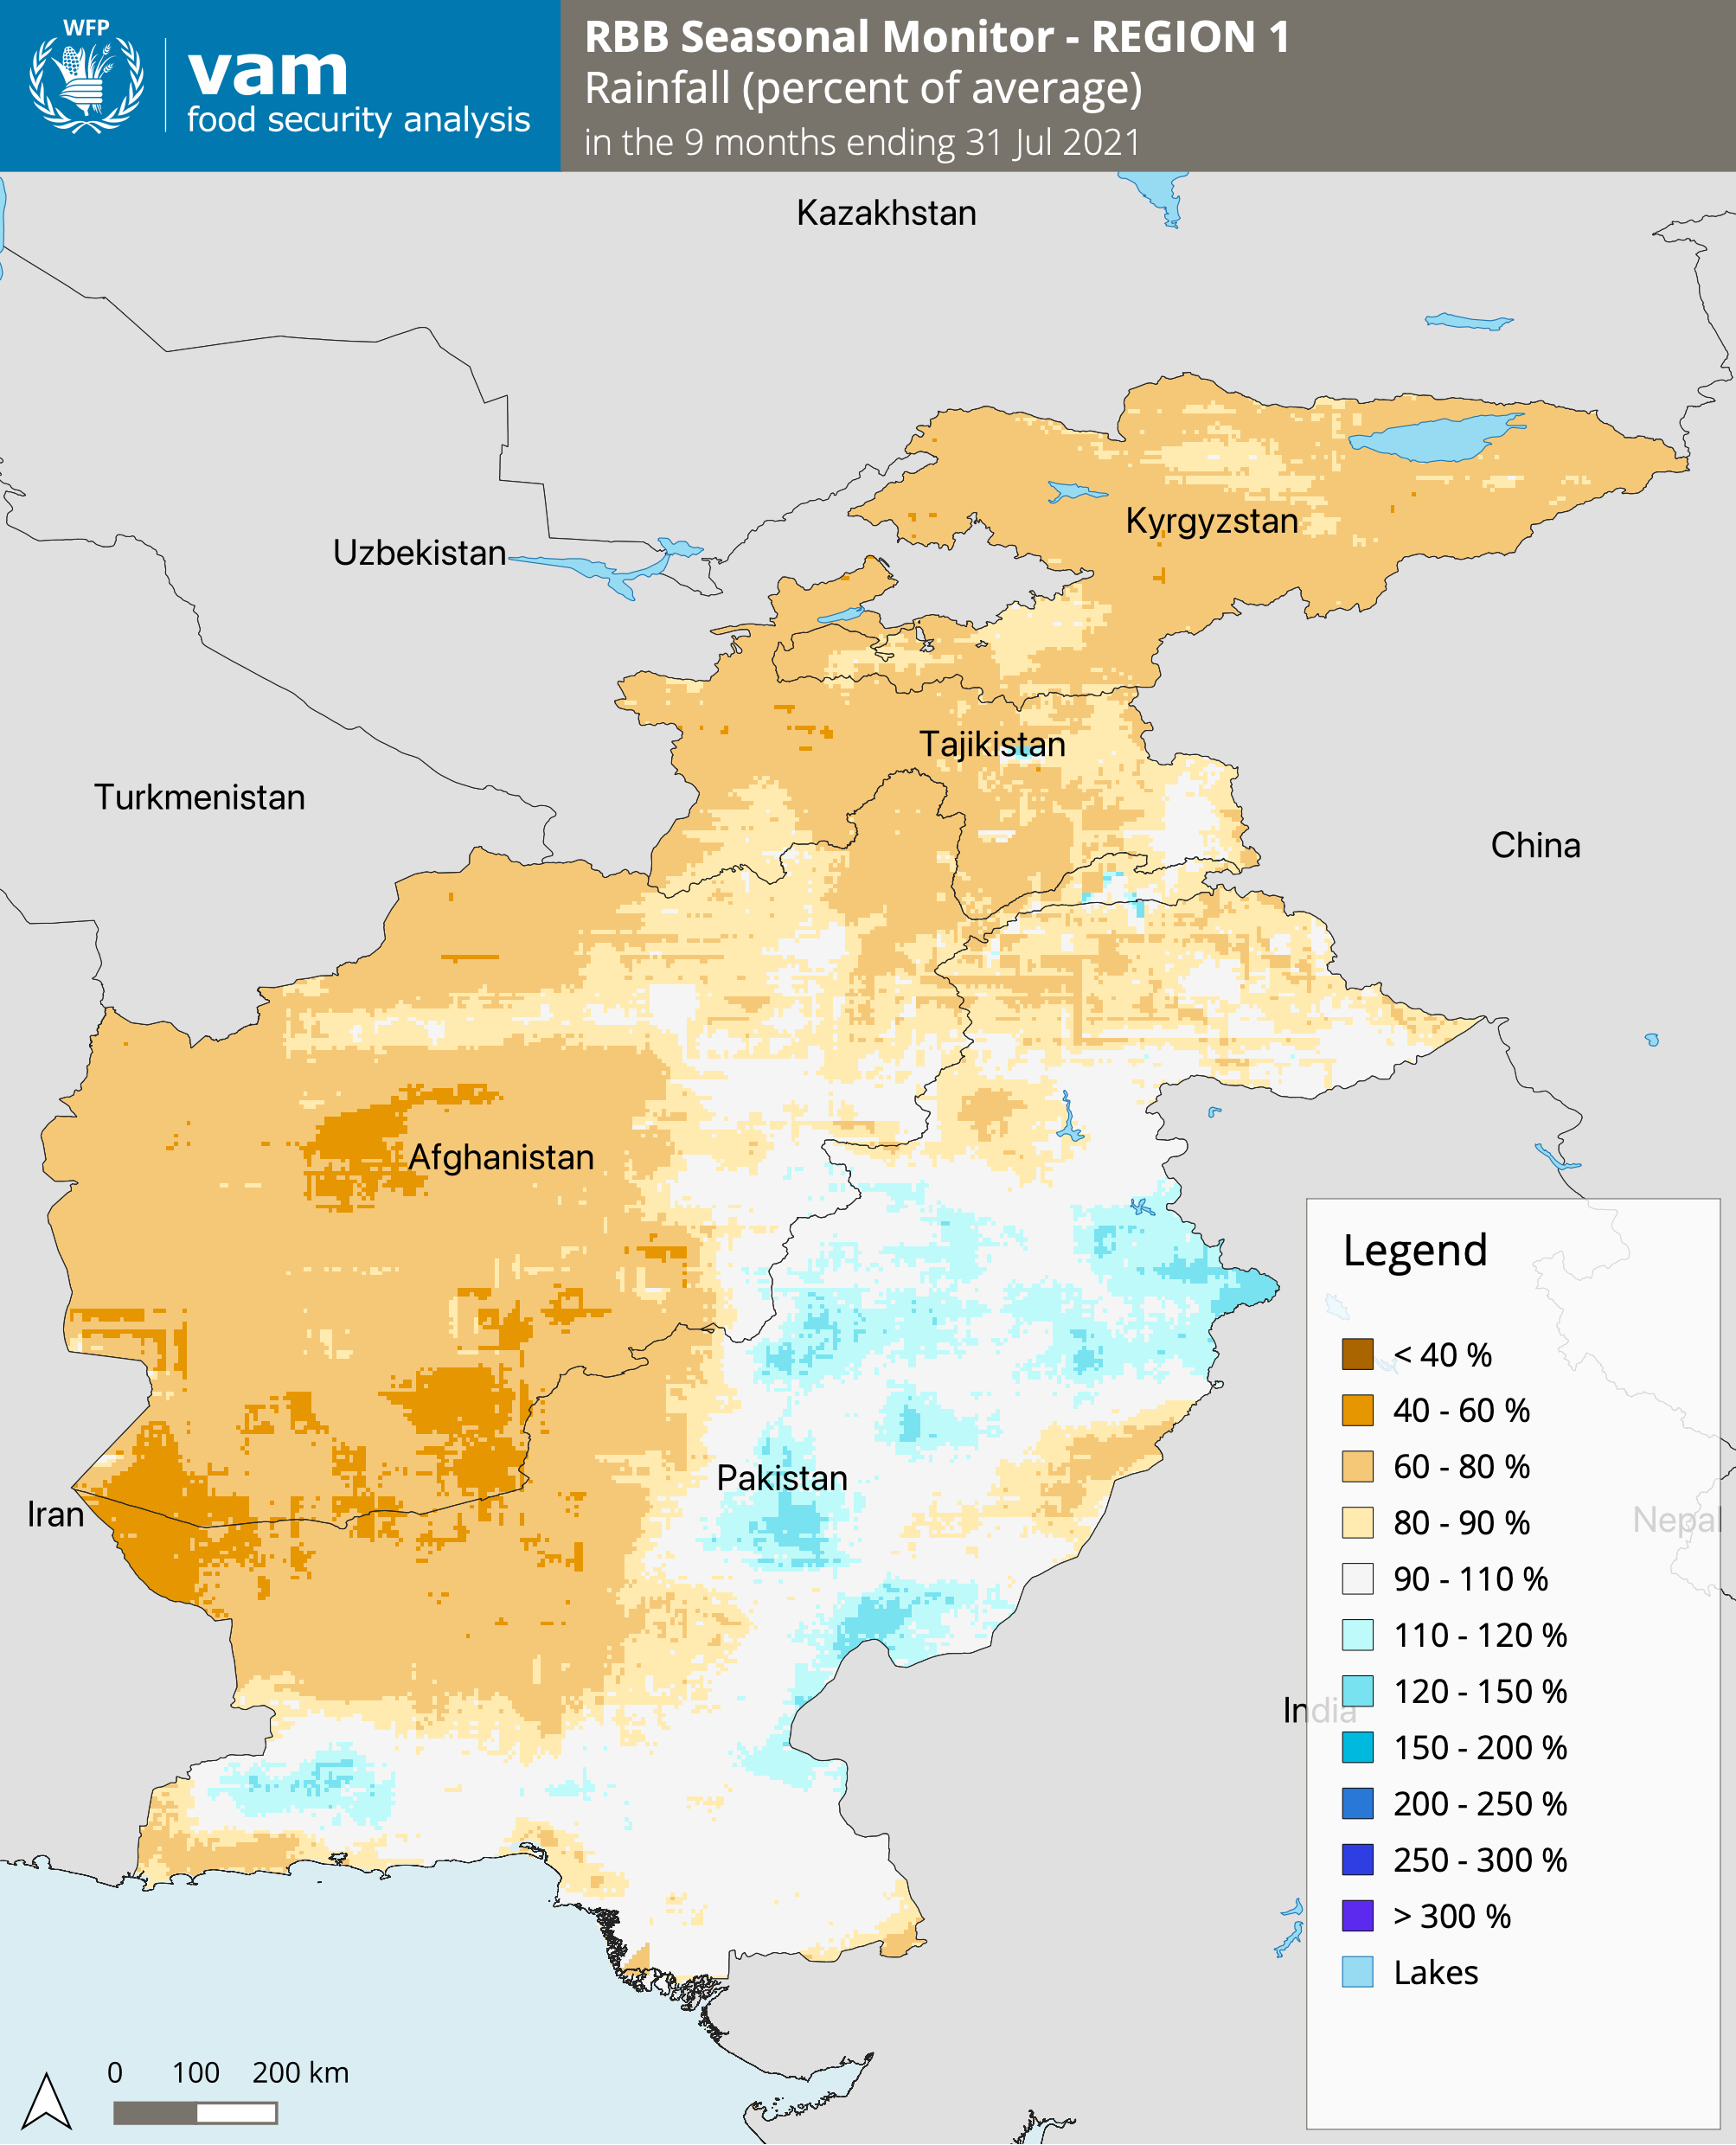 WFP
vam
food security analysis
RBB Seasonal Monitor - REGION 1
Rainfall (percent of average)
in the 9 months ending 31 Jul 2021
Kazakhstan
Kyrgyzstan
Uzbekistan
Tajikistan
Turkmenistan
China
Afghanistan
Pakistan
Iran
Nepal
India
Legend
< 40 %
40 - 60 %
60 - 80 %
80 - 90 %
90 - 110 %
110 - 120 %
120 - 150 %
150 - 200 %
200 - 250 %
250 - 300 %
> 300 %
Lakes
0 100 200 km